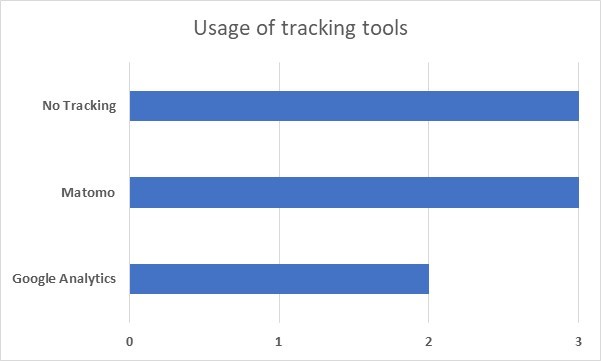 Usage of tracking tools
No Tracking
Matomo
Google Analytics
0 1 2 3